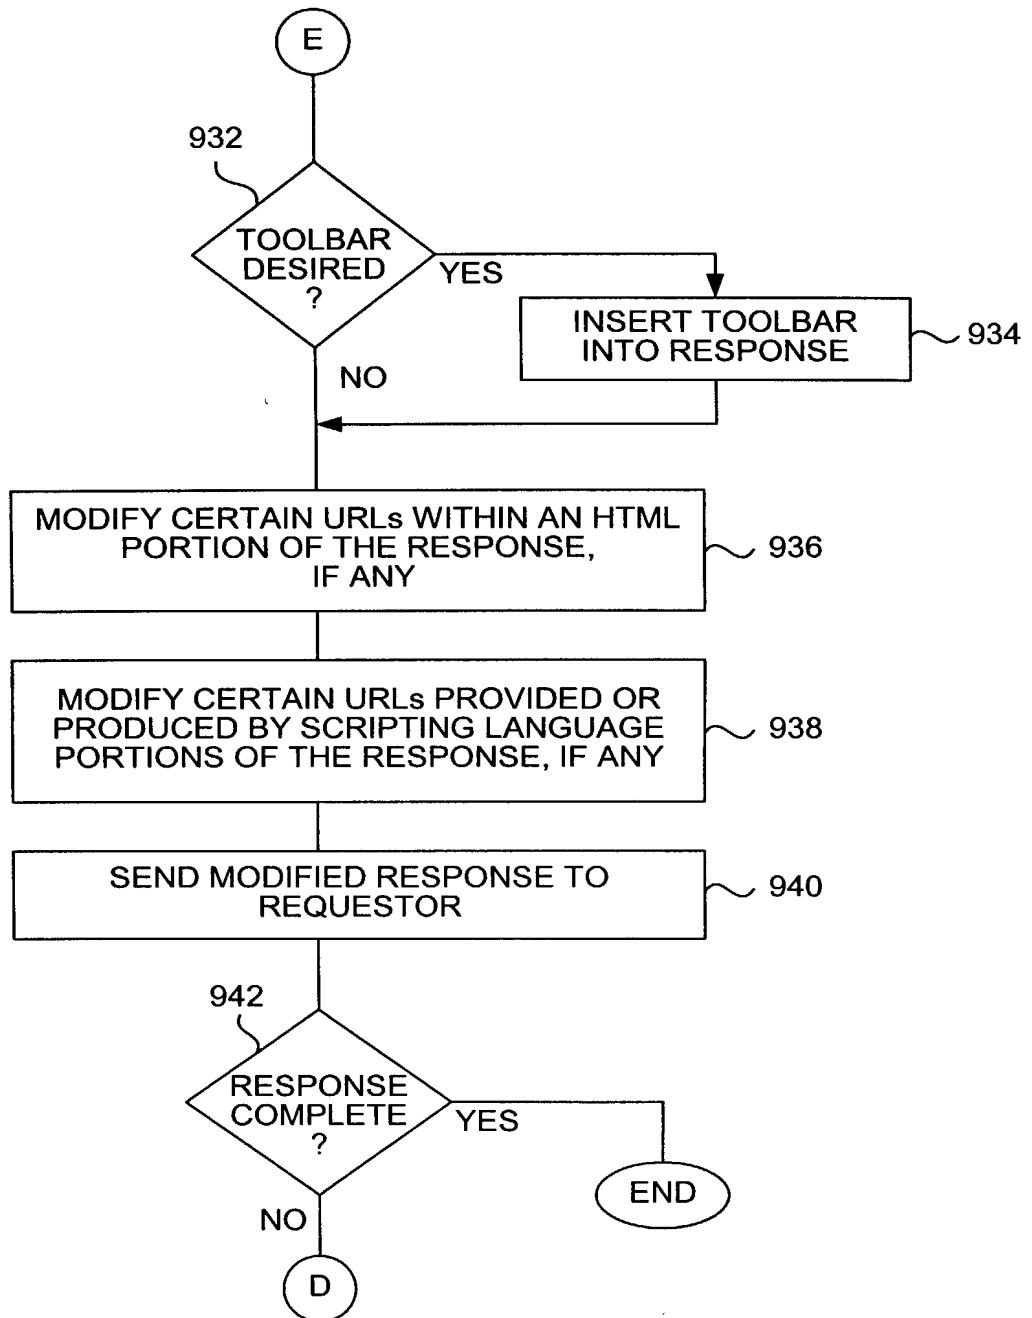 E
932
TOOLBAR
DESIRED
?
YES
INSERT TOOLBAR
INTO RESPONSE
934
NO
MODIFY CERTAIN URLs WITHIN AN HTML
PORTION OF THE RESPONSE,
IF ANY
936
MODIFY CERTAIN URLs PROVIDED OR
PRODUCED BY SCRIPTING LANGUAGE
PORTIONS OF THE RESPONSE, IF ANY
938
SEND MODIFIED RESPONSE TO
REQUESTOR
940
942
RESPONSE
COMPLETE
?
YES
END
NO
D